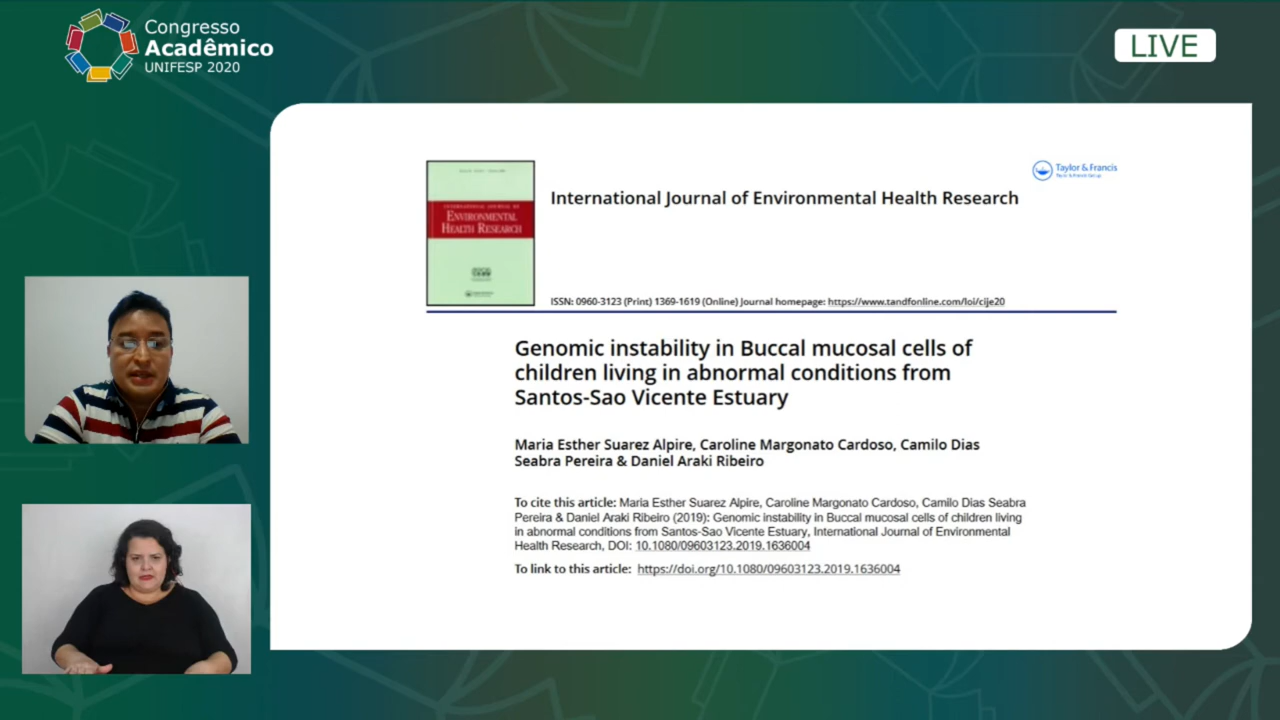 Congresso
Acadêmico
UNIFESP 2020
LIVE
Taylor & Francis
International Journal of Environmental Health Research
ENVIRONMENTAL
HEALTH RESEARCH
ISSN: 0960-3123 (Print) 1369-1619 (Online) Journal homepage: https://www.tandfonline.com/loi/cije20
Genomic instability in Buccal mucosal cells of
children living in abnormal conditions from
Santos-Sao Vicente Estuary
Maria Esther Suarez Alpire, Caroline Margonato Cardoso, Camilo Dias
Seabra Pereira & Daniel Araki Ribeiro
To cite this article: Maria Esther Suarez Alpire, Caroline Margonato Cardoso, Camilo Dias Seabra
Pereira & Daniel Araki Ribeiro (2019): Genomic instability in Buccal mucosal cells of children living
in abnormal conditions from Santos-Sao Vicente Estuary, International Journal of Environmental
Health Research, DOI: 10.1080/09603123.2019.1636004
To link to this article: https://doi.org/10.1080/09603123.2019.1636004